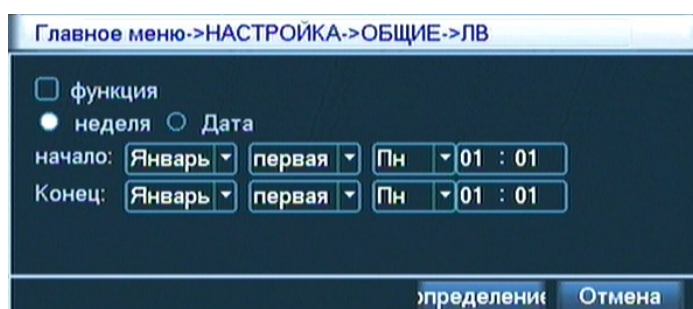 Главное меню->НАСТРОЙКА->ОБЩИЕ->ЛВ
функция
неделя Дата
начало: Январь первая Пн 01 : 01
Конец: Январь первая Пн 01 : 01
определение Отмена